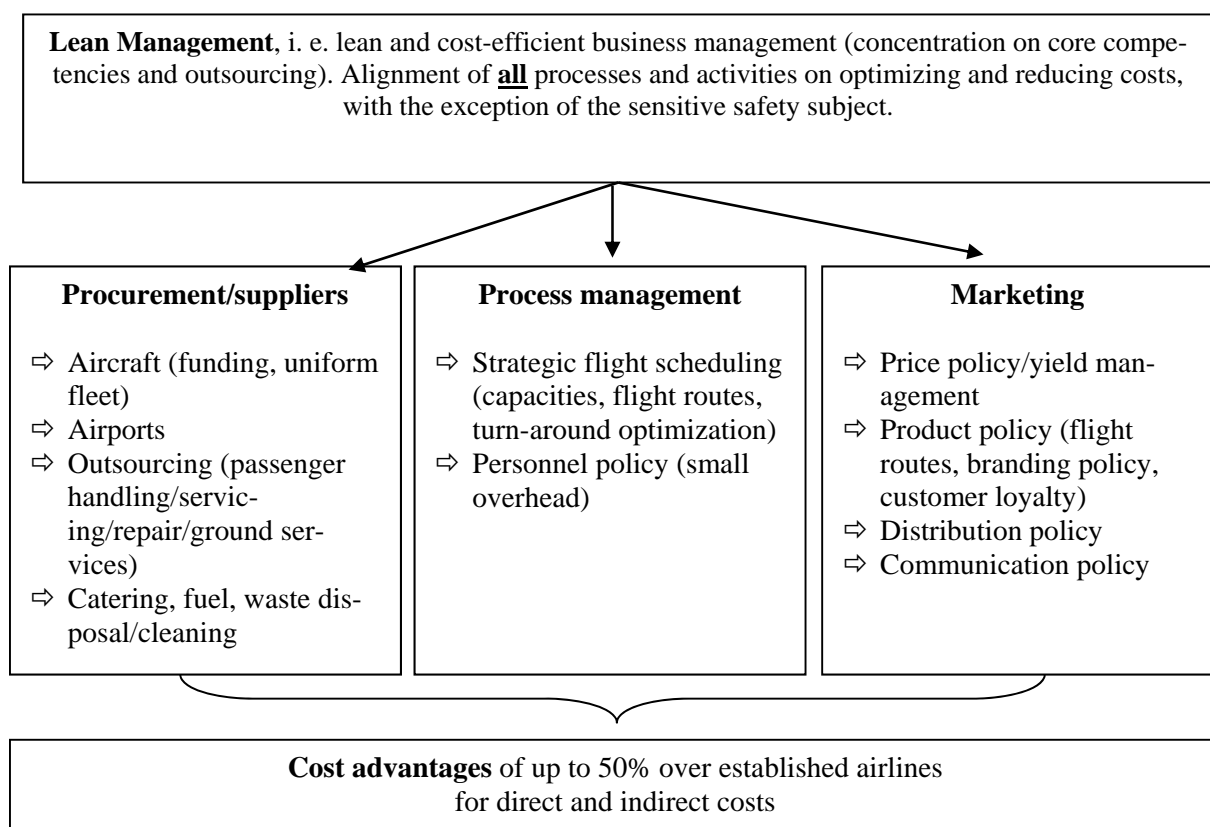 Lean Management, i. e. lean and cost-efficient business management (concentration on core compe-
tencies and outsourcing). Alignment of all processes and activities on optimizing and reducing costs,
with the exception of the sensitive safety subject.
Procurement/suppliers
⇨ Aircraft (funding, uniform
fleet)
⇨ Airports
⇨ Outsourcing (passenger
handling/servic-
ing/repair/ground ser-
vices)
⇨ Catering, fuel, waste dis-
posal/cleaning
Process management
⇨ Strategic flight scheduling
(capacities, flight routes,
turn-around optimization)
⇨ Personnel policy (small
overhead)
Marketing
⇨ Price policy/yield man-
agement
⇨ Product policy (flight
routes, branding policy,
customer loyalty)
⇨ Distribution policy
⇨ Communication policy
Cost advantages of up to 50% over established airlines
for direct and indirect costs